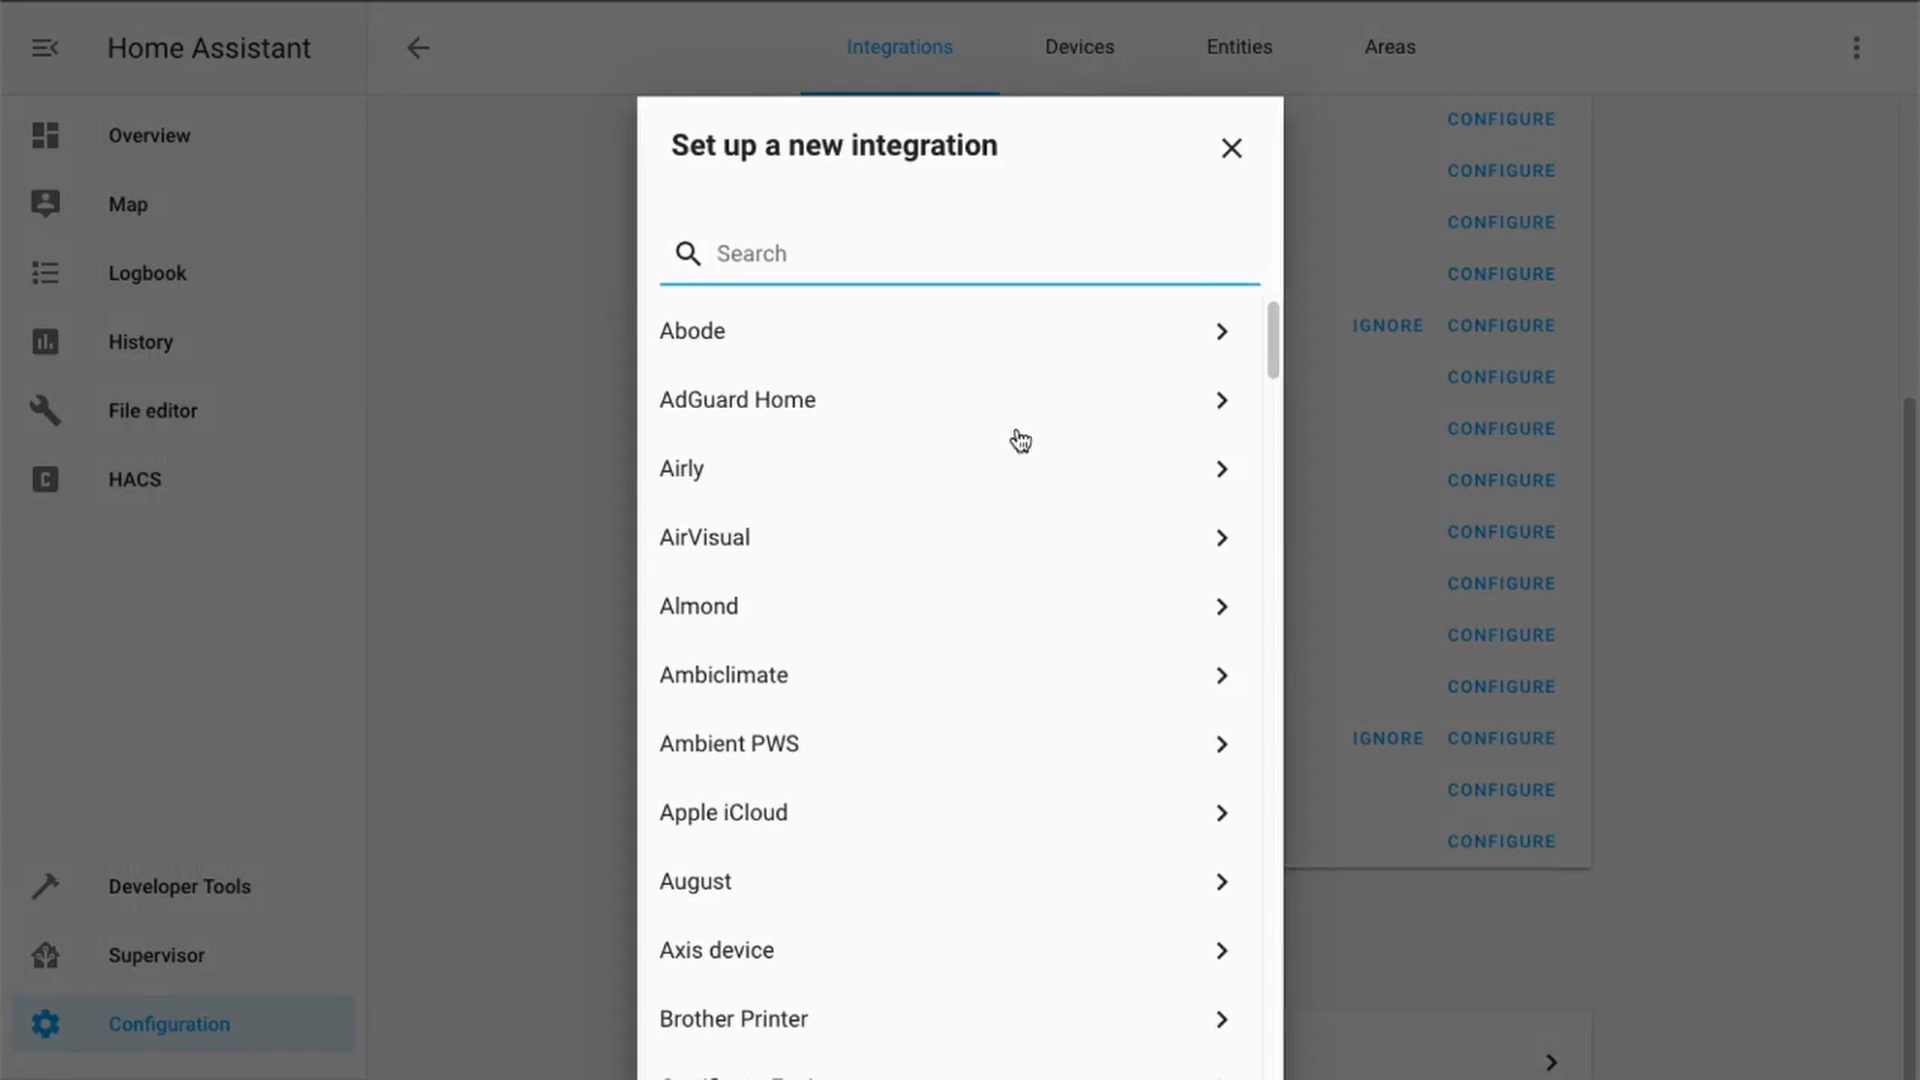 Home Assistant
Integrations
Devices
Entities
Areas
Overview
Map
Logbook
History
File editor
HACS
Developer Tools
Supervisor
Configuration
Set up a new integration
Search
Abode
AdGuard Home
Airly
AirVisual
Almond
Ambiclimate
Ambient PWS
Apple iCloud
August
Axis device
Brother Printer
CONFIGURE
CONFIGURE
CONFIGURE
CONFIGURE
IGNORE CONFIGURE
CONFIGURE
CONFIGURE
CONFIGURE
CONFIGURE
CONFIGURE
CONFIGURE
CONFIGURE
IGNORE CONFIGURE
CONFIGURE
CONFIGURE